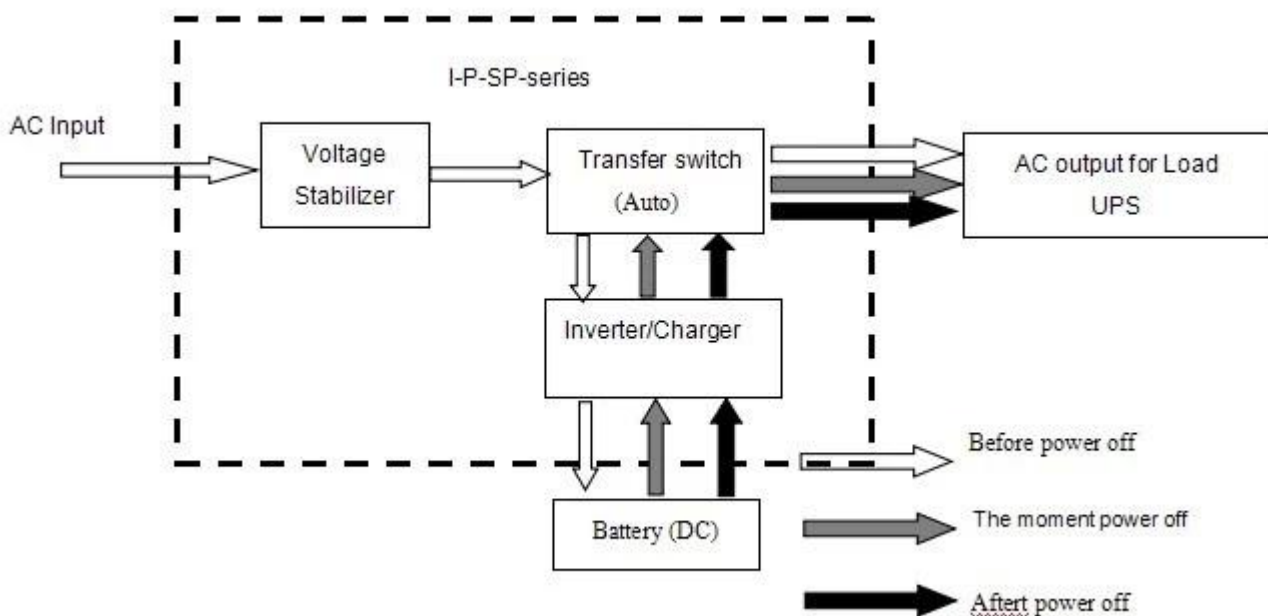 I-P-SP-series
AC Input
Voltage
Stabilizer
Transfer switch
(Auto)
AC output for Load
UPS
Inverter/Charger
Battery (DC)
Before power off
The moment power off
Aftert power off